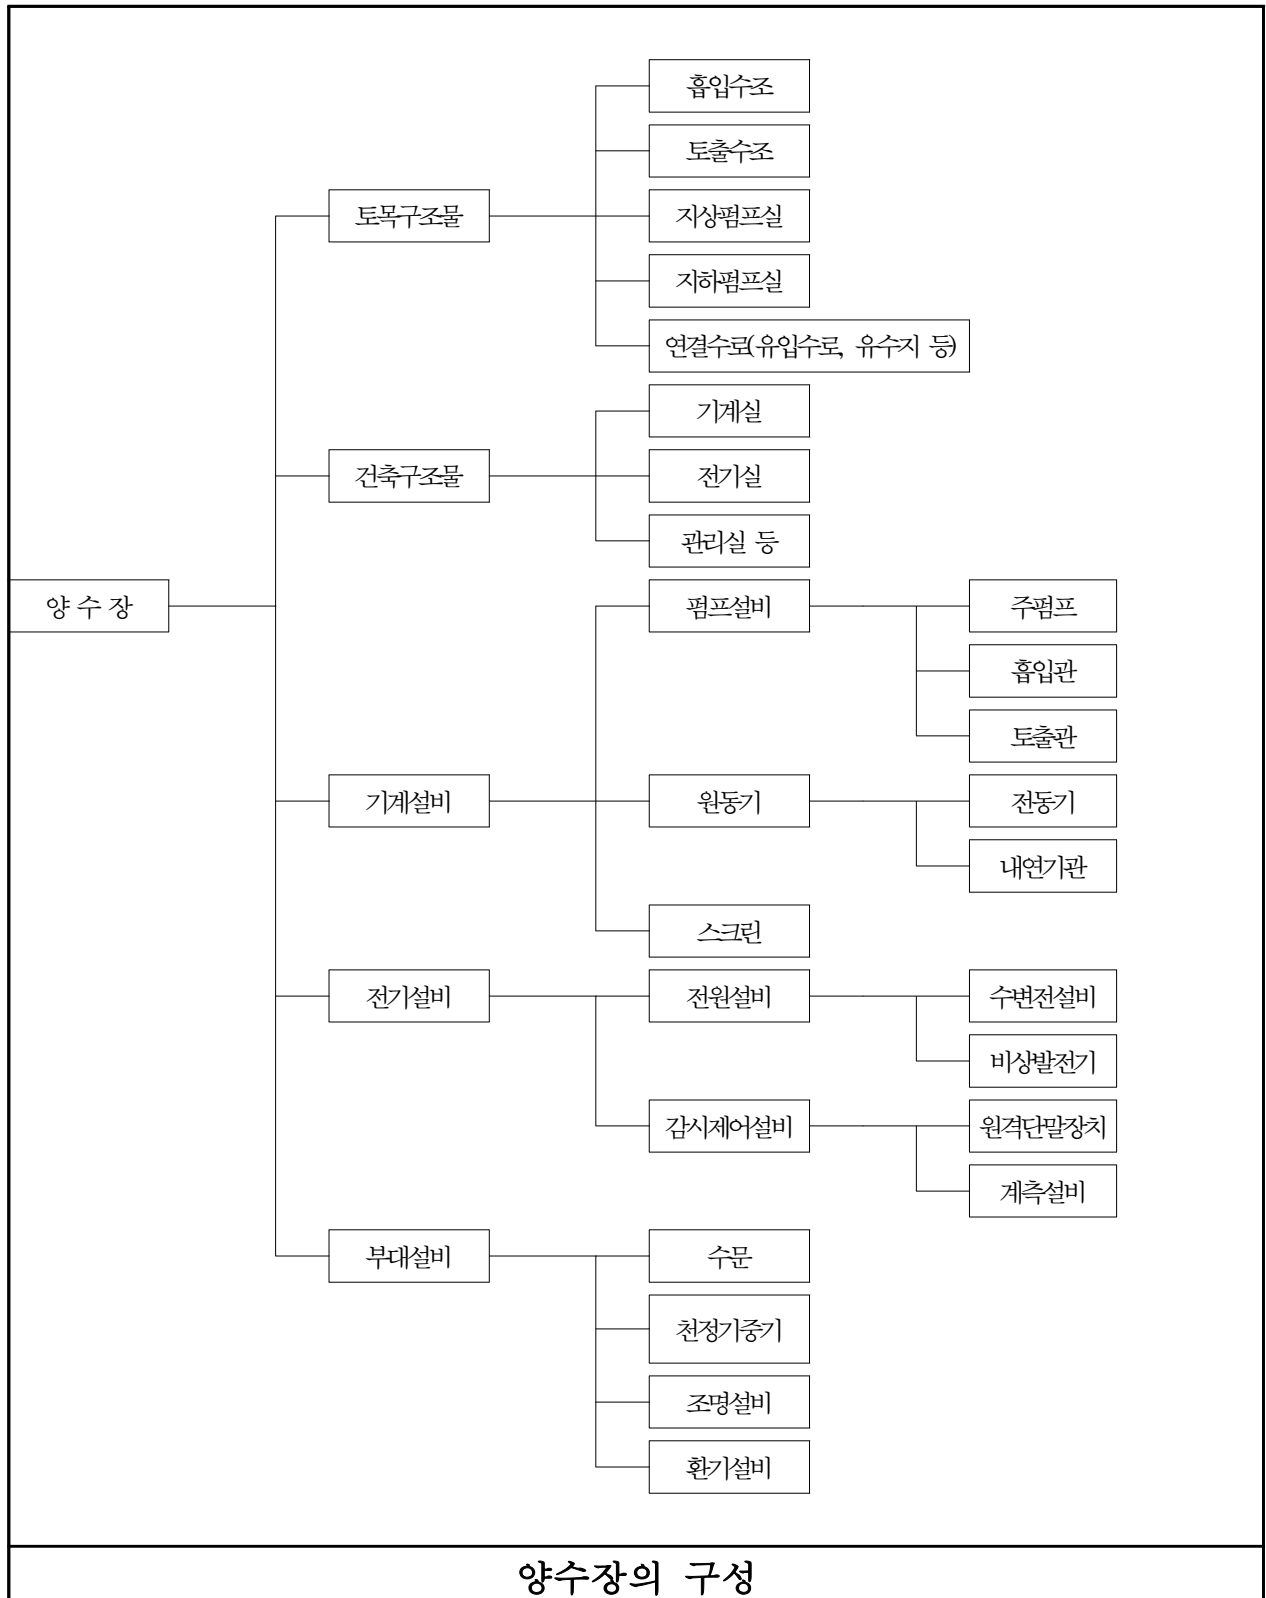 흡입수조
토출수조
토목구조물
지상펌프실
지하펌프실
연결수로(유입수로, 유수지 등)
기계실
건축구조물
전기실
관리실 등
양 수 장
펌프설비
주펌프
흡입관
토출관
기계설비
원동기
전동기
내연기관
스크린
전기설비
전원설비
수변전설비
비상발전기
감시제어설비
원격단말장치
계측설비
부대설비
수문
천정기중기
조명설비
환기설비
양수장의 구성